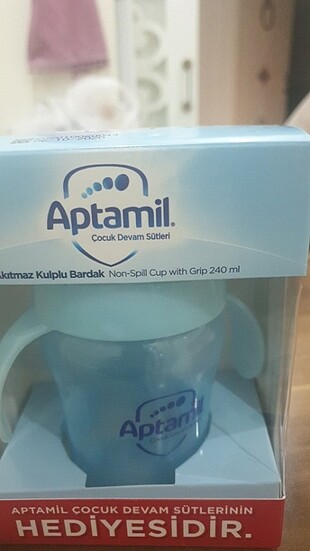 Aptamil.
Çocuk Devam Sütleri
Akıtmaz Kulplu Bardak Non-Spill Cup with Grip 240 ml
Aptamil
APTAMİL ÇOCUK DEVAM SÜTLERİNİN
HEDİYESİDİR.